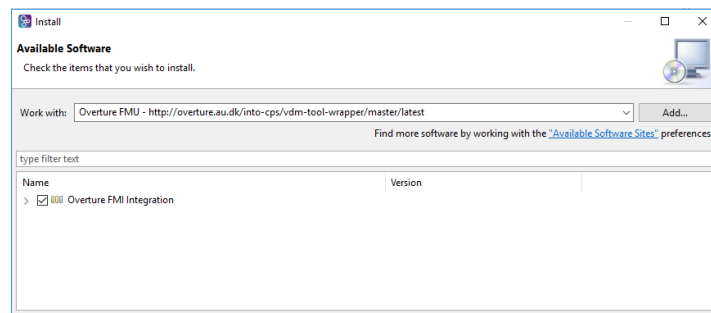 Install
Available Software
Check the items that you wish to install.
Work with: Overture FMU - http://overture.au.dk/into-cps/vdm-tool-wrapper/master/latest Add...
Find more software by working with the "Available Software Sites" preferences
type filter text
Name Version
Overture FMI Integration